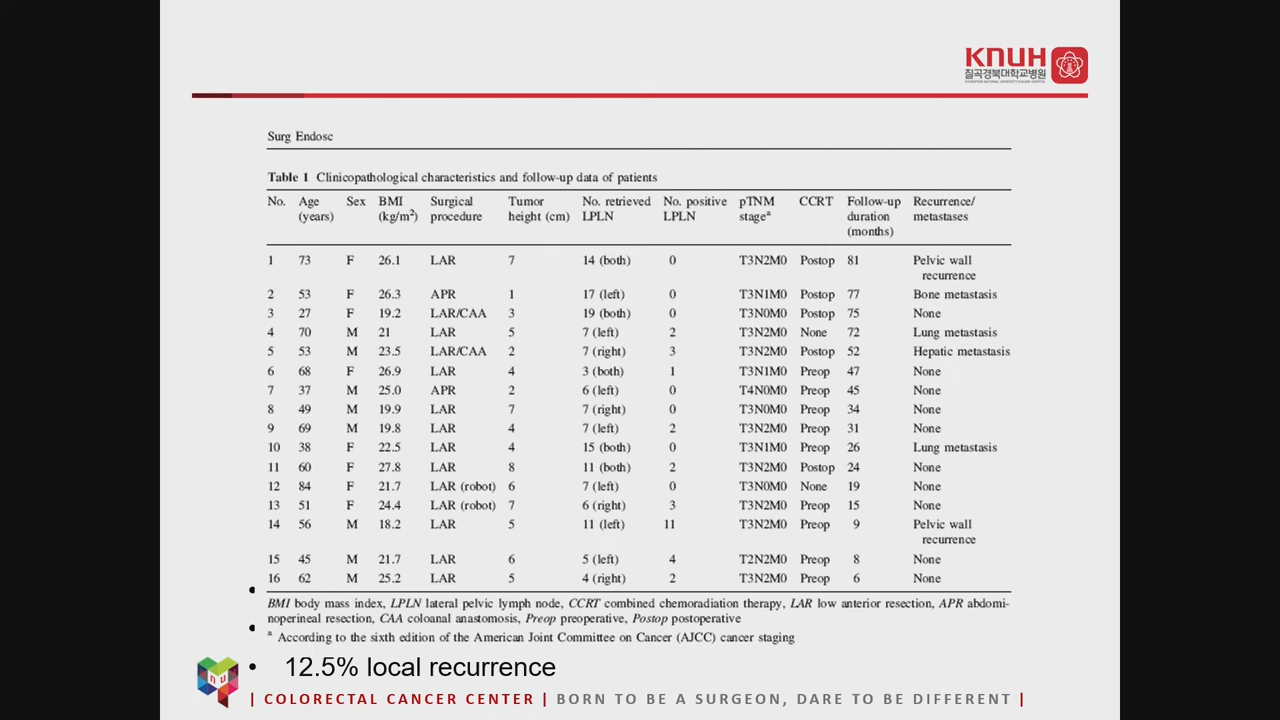 KNUH
칠곡경북대학교병원
Surg Endosc
Table 1 Clinicopathological characteristics and follow-up data of patients
No. Age (years) Sex BMI (kg/m²) Surgical procedure Tumor height (cm) No. retrieved LPLN No. positive LPLN pTNM stageᵃ CCRT Follow-up duration (months) Recurrence/ metastases
1 73 F 26.1 LAR 7 14 (both) 0 T3N2M0 Postop 81 Pelvic wall recurrence
2 53 F 26.3 APR 1 17 (left) 0 T3N1M0 Postop 77 Bone metastasis
3 27 F 19.2 LAR/CAA 3 19 (both) 0 T3N0M0 Postop 75 None
4 70 M 21 LAR 5 7 (left) 2 T3N2M0 None 72 Lung metastasis
5 53 M 23.5 LAR/CAA 2 7 (right) 3 T3N2M0 Postop 52 Hepatic metastasis
6 68 F 26.9 LAR 4 3 (both) 1 T3N1M0 Preop 47 None
7 37 M 25.0 APR 2 6 (left) 0 T4N0M0 Preop 45 None
8 49 M 19.9 LAR 7 7 (right) 0 T3N0M0 Preop 34 None
9 69 M 19.8 LAR 4 7 (left) 2 T3N2M0 Preop 31 None
10 38 F 22.5 LAR 4 15 (both) 0 T3N1M0 Preop 26 Lung metastasis
11 60 F 27.8 LAR 8 11 (both) 2 T3N2M0 Postop 24 None
12 84 F 21.7 LAR (robot) 6 7 (left) 0 T3N0M0 None 19 None
13 51 F 24.4 LAR (robot) 7 6 (right) 3 T3N2M0 Preop 15 None
14 56 M 18.2 LAR 5 11 (left) 11 T3N2M0 Preop 9 Pelvic wall recurrence
15 45 M 21.7 LAR 6 5 (left) 4 T2N2M0 Preop 8 None
16 62 M 25.2 LAR 5 4 (right) 2 T3N2M0 Preop 6 None
BMI body mass index, LPLN lateral pelvic lymph node, CCRT combined chemoradiation therapy, LAR low anterior resection, APR abdomi-
noperineal resection, CAA coloanal anastomosis, Preop preoperative, Postop postoperative
ᵃ According to the sixth edition of the American Joint Committee on Cancer (AJCC) cancer staging
• 12.5% local recurrence
| COLORECTAL CANCER CENTER | BORN TO BE A SURGEON, DARE TO BE DIFFERENT |